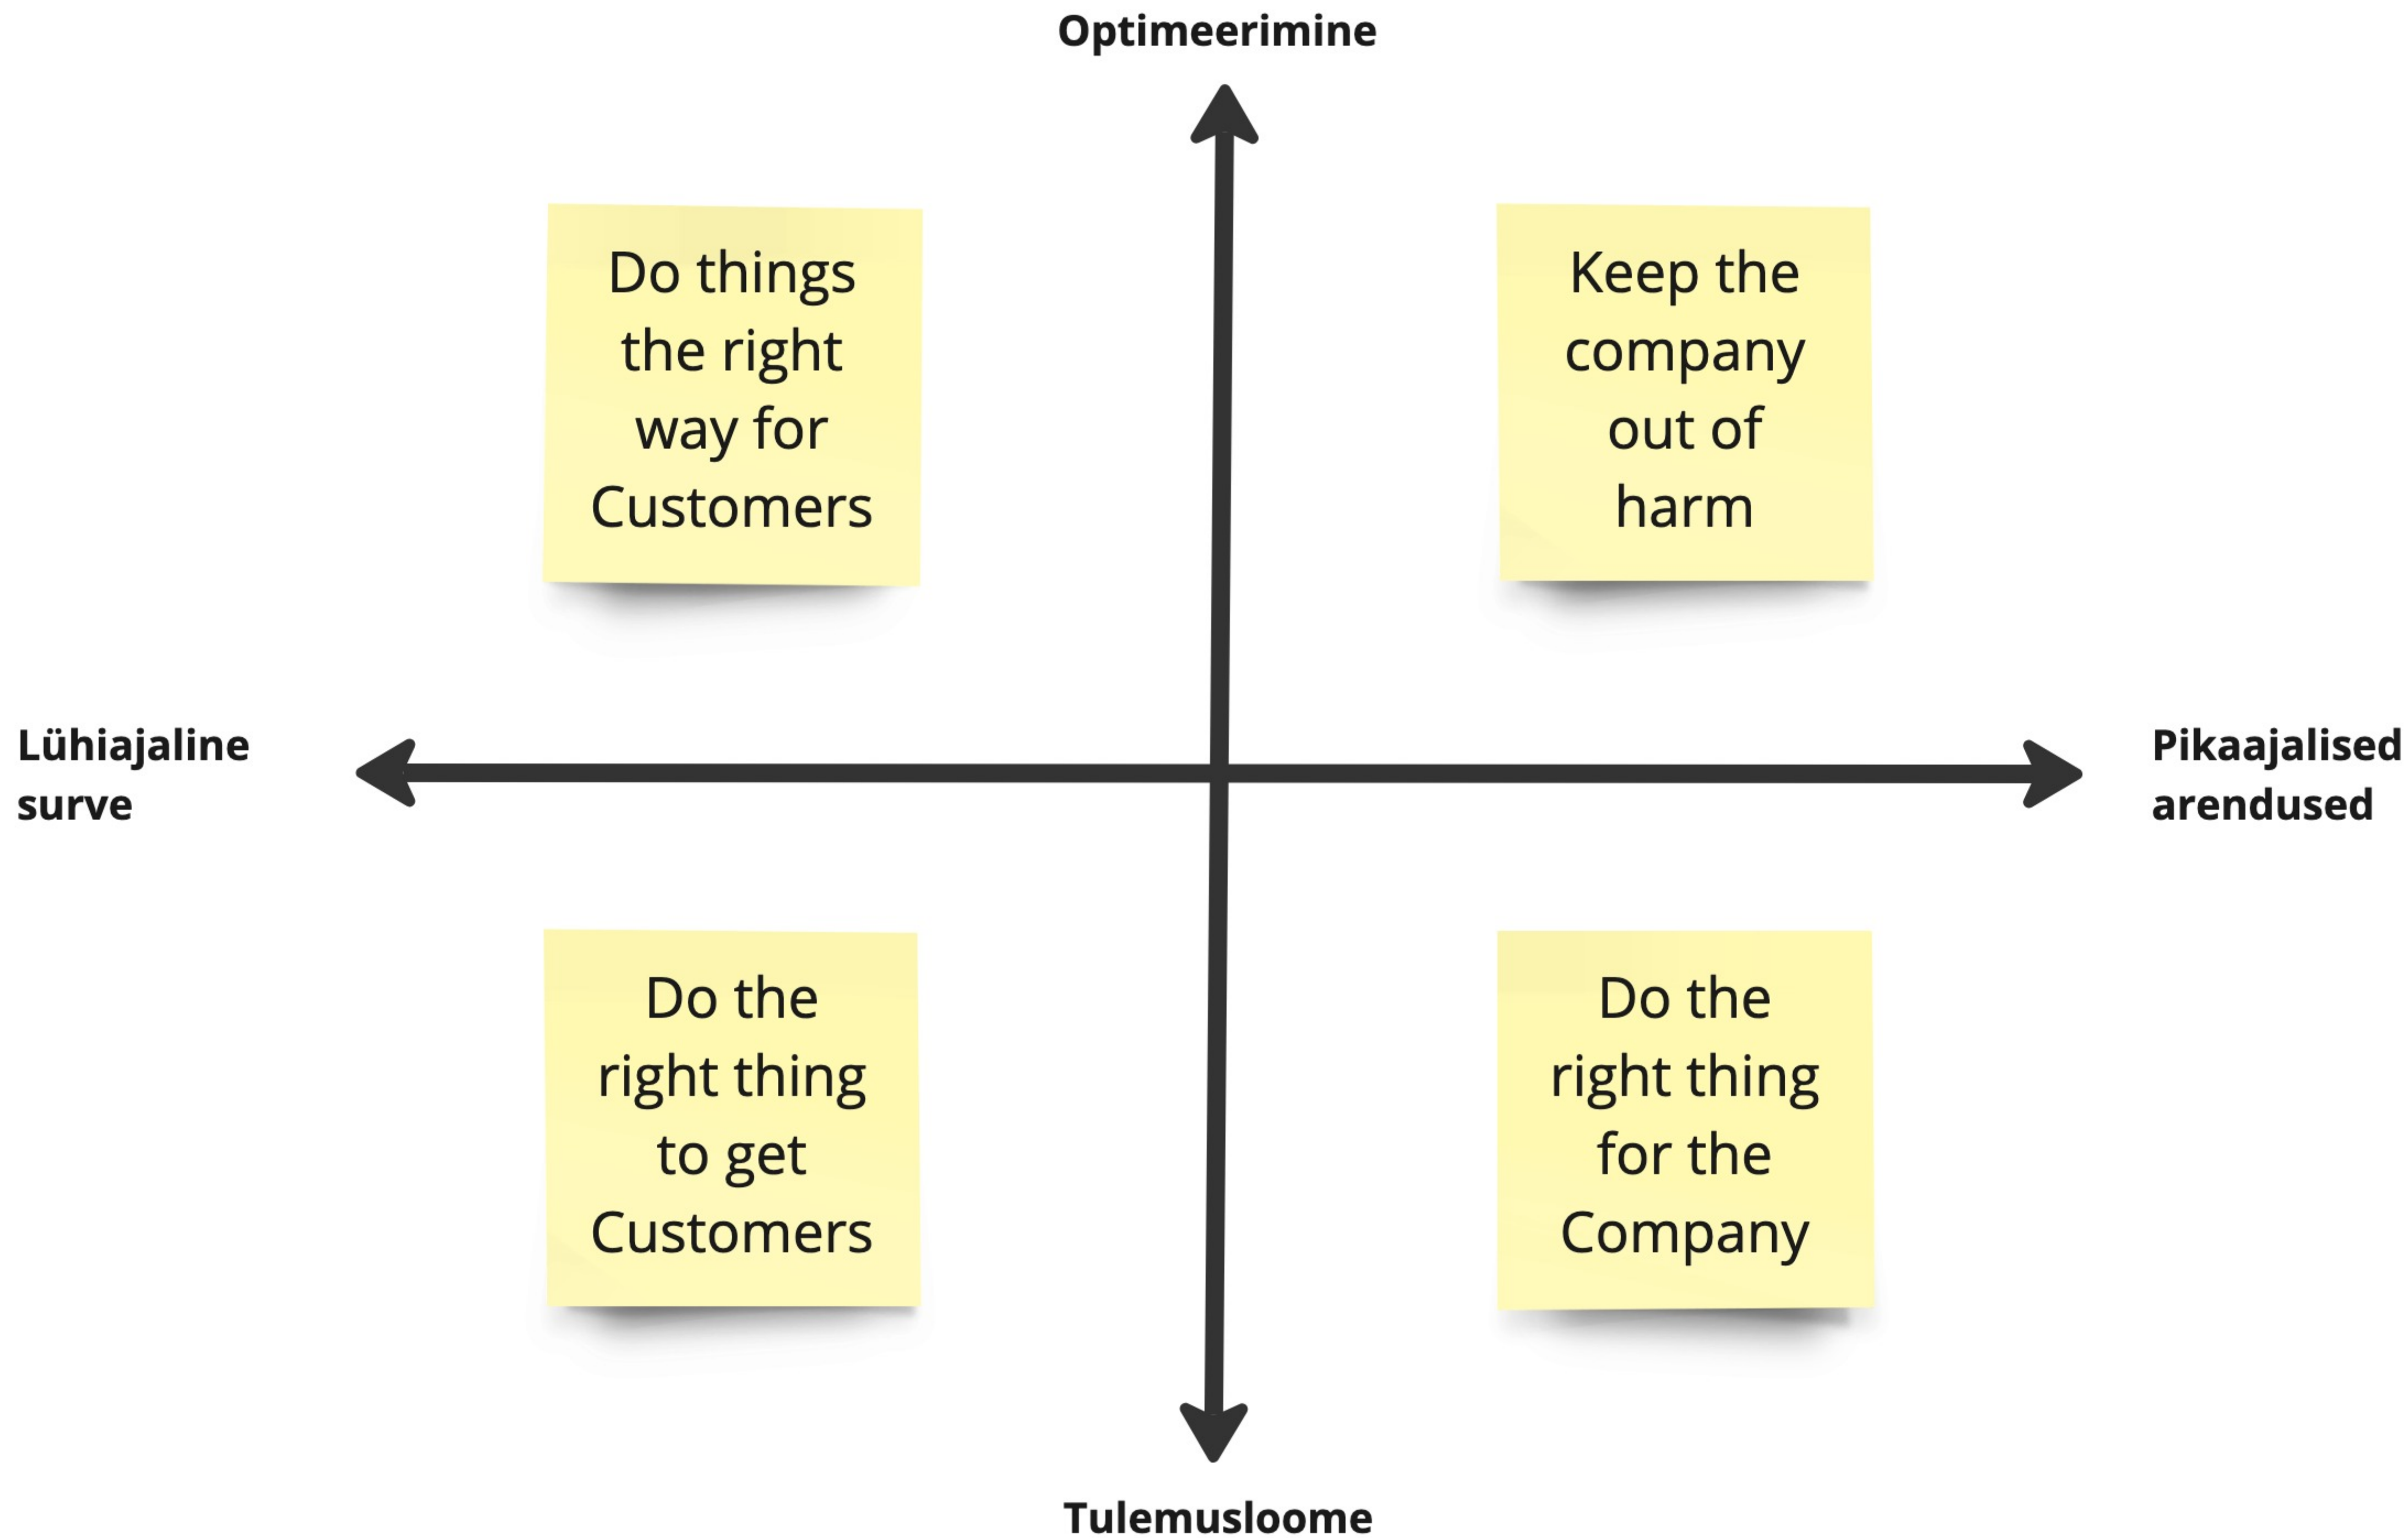 Optimeerimine
Do things
the right
way for
Customers
Keep the
company
out of
harm
Lühiajaline
surve
Pikaajalised
arendused
Do the
right thing
to get
Customers
Do the
right thing
for the
Company
Tulemusloome